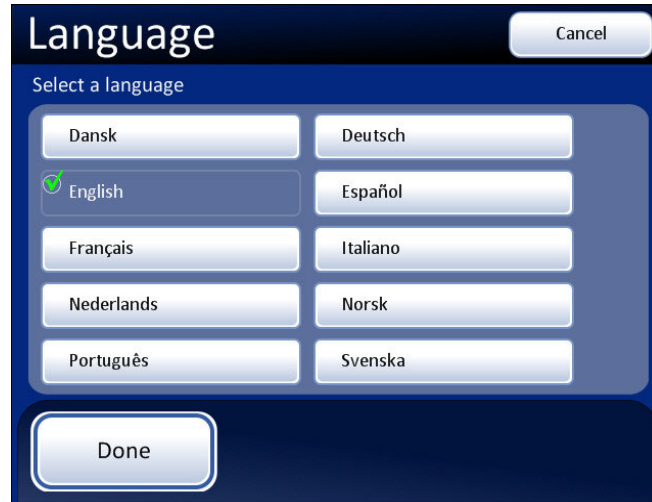 Language
Cancel
Select a language
Dansk
Deutsch
English
Español
Français
Italiano
Nederlands
Norsk
Português
Svenska
Done